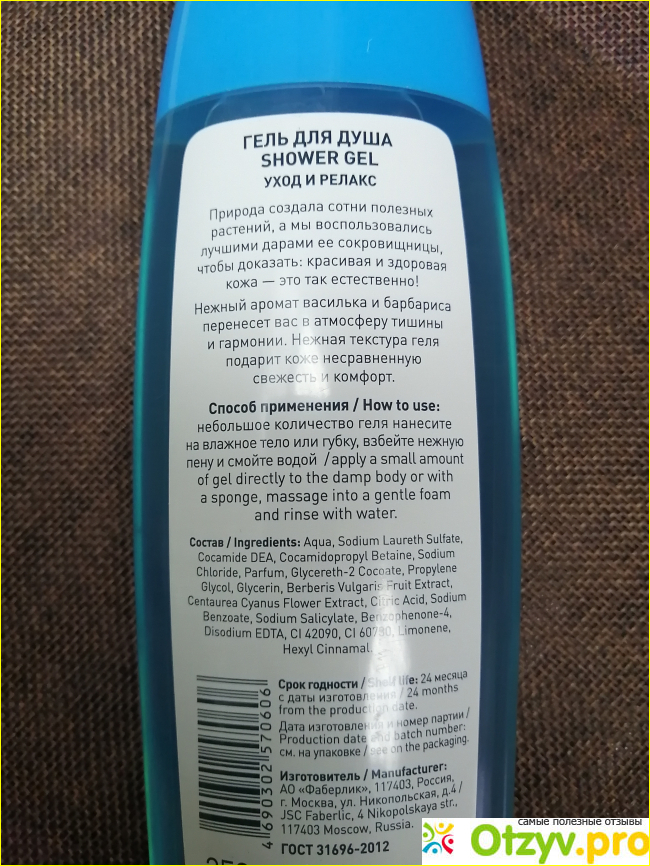 ГЕЛЬ ДЛЯ ДУША
SHOWER GEL
УХОД И РЕЛАКС
Природа создала сотни полезных
растений, а мы воспользовались
лучшими дарами ее сокровищницы,
чтобы доказать: красивая и здоровая
кожа — это так естественно!
Нежный аромат василька и барбариса
перенесет вас в атмосферу тишины
и гармонии. Нежная текстура геля
подарит коже несравненную
свежесть и комфорт.
Способ применения / How to use:
небольшое количество геля нанесите
на влажное тело или губку, взбейте нежную
пену и смойте водой /apply a small amount
of gel directly to the damp body or with
a sponge, massage into a gentle foam
and rinse with water.
Состав / Ingredients: Aqua, Sodium Laureth Sulfate,
Cocamide DEA, Cocamidopropyl Betaine, Sodium
Chloride, Parfum, Glycereth-2 Cocoate, Propylene
Glycol, Glycerin, Berberis Vulgaris Fruit Extract,
Centaurea Cyanus Flower Extract, Citric Acid, Sodium
Benzoate, Sodium Salicylate, Benzophenone-4,
Disodium EDTA, CI 42090, CI 60730, Limonene,
Hexyl Cinnamal.
Срок годности / Shelf life: 24 месяца
с даты изготовления / 24 months
from the production date.
Дата изготовления и номер партии /
Production date and batch number:
см. на упаковке / see on the packaging.
Изготовитель / Manufacturer:
АО «Фаберлик», 117403, Россия,
г. Москва, ул. Никопольская, д.4 /
JSC Faberlic, 4 Nikopolskaya str.,
117403 Moscow, Russia.
ГОСТ 31696-2012
4 690302 570606
самые полезные отзывы
Otzyv.pro